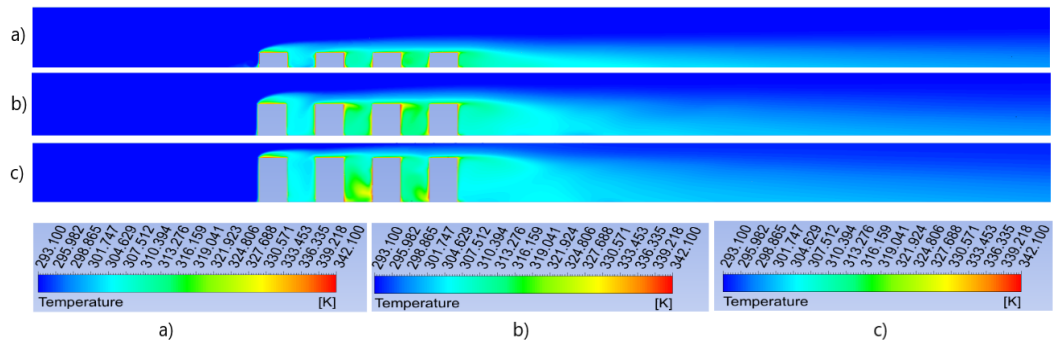 a)
b)
c)
293.100 295.982 298.865 301.747 304.629 307.512 310.394 313.276 316.159 319.041 321.923 324.806 327.688 330.571 333.453 336.335 339.218 342.100
Temperature [K]
293.100 295.982 298.865 301.747 304.629 307.512 310.394 313.276 316.159 319.041 321.924 324.806 327.688 330.571 333.453 336.335 339.218 342.100
Temperature [K]
293.100 295.982 298.865 301.747 304.629 307.512 310.394 313.276 316.159 319.041 321.924 324.806 327.688 330.571 333.453 336.335 339.218 342.100
Temperature [K]
a)
b)
c)